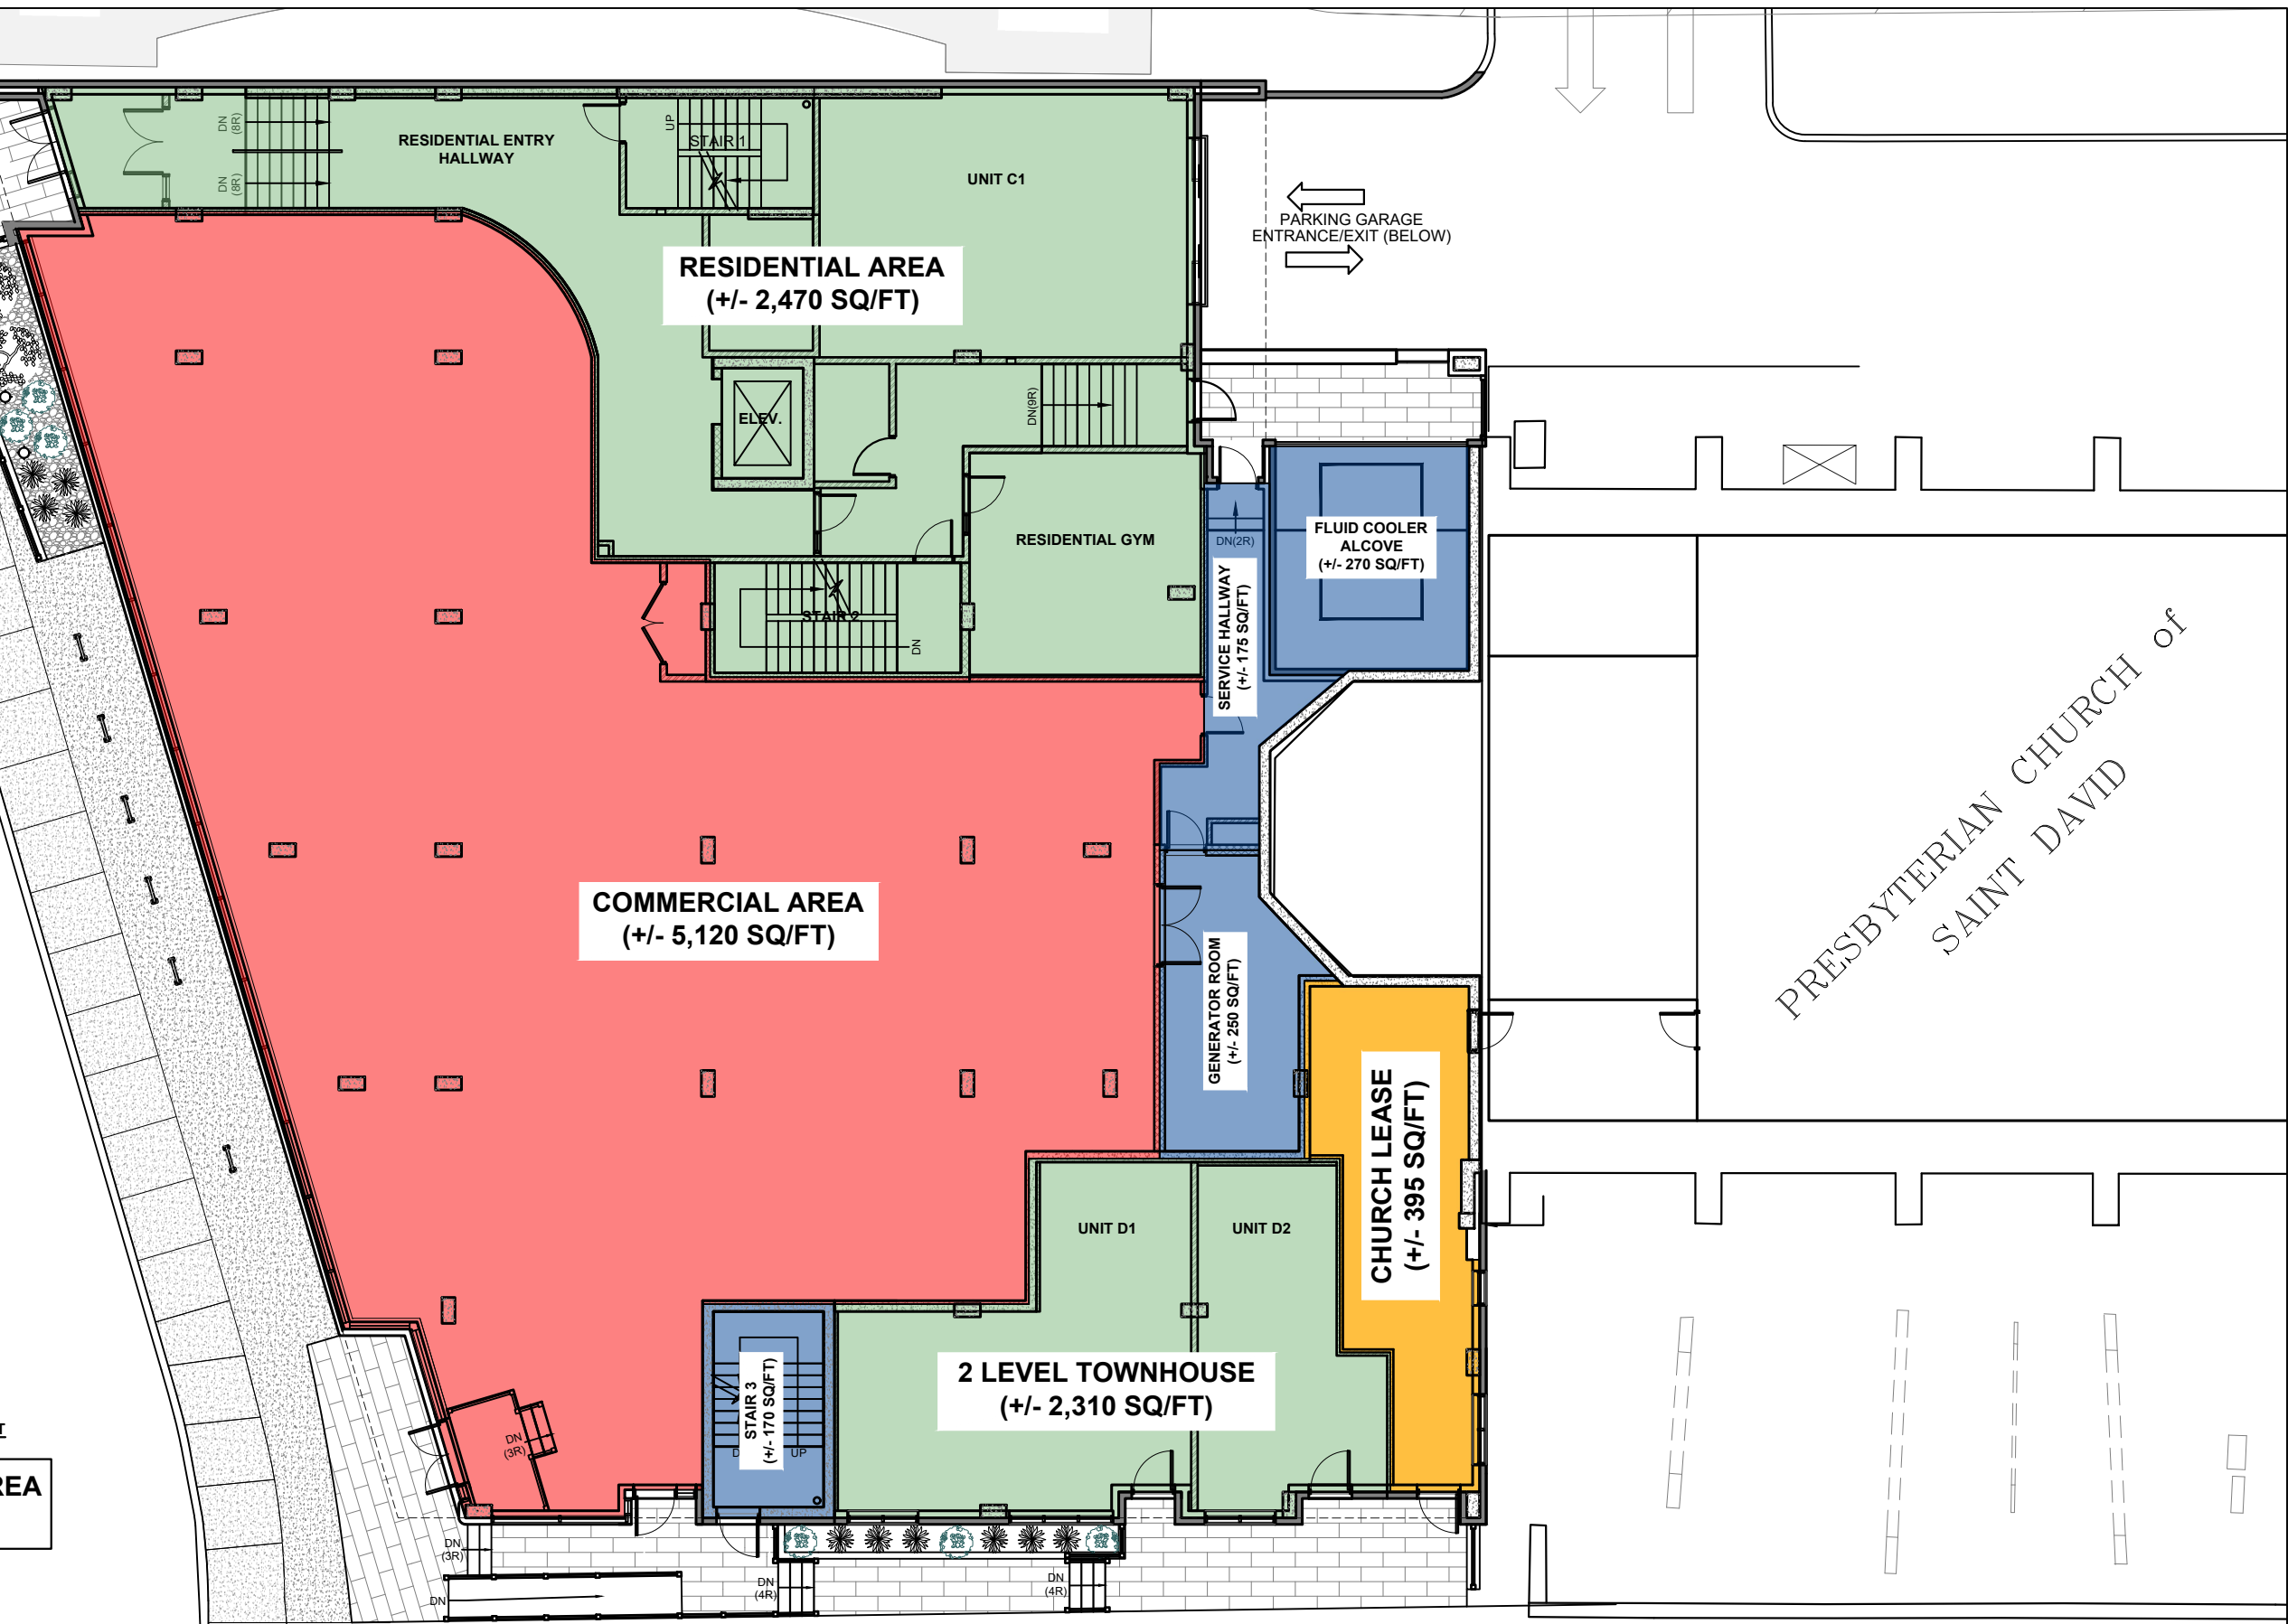 DN
(8R)
DN
(8R)
RESIDENTIAL ENTRY
HALLWAY
UP
STAIR 1
UNIT C1
PARKING GARAGE
ENTRANCE/EXIT (BELOW)
RESIDENTIAL AREA
(+/- 2,470 SQ/FT)
ELEV.
DN(9R)
RESIDENTIAL GYM
DN(2R)
FLUID COOLER
ALCOVE
(+/- 270 SQ/FT)
SERVICE HALLWAY
(+/- 175 SQ/FT)
STAIR 2
DN
PRESBYTERIAN CHURCH of
SAINT DAVID
COMMERCIAL AREA
(+/- 5,120 SQ/FT)
GENERATOR ROOM
(+/- 250 SQ/FT)
CHURCH LEASE
(+/- 395 SQ/FT)
UNIT D1
UNIT D2
2 LEVEL TOWNHOUSE
(+/- 2,310 SQ/FT)
STAIR 3
(+/- 170 SQ/FT)
UP
DN
(3R)
DN
(3R)
DN
(4R)
DN
(4R)
DN